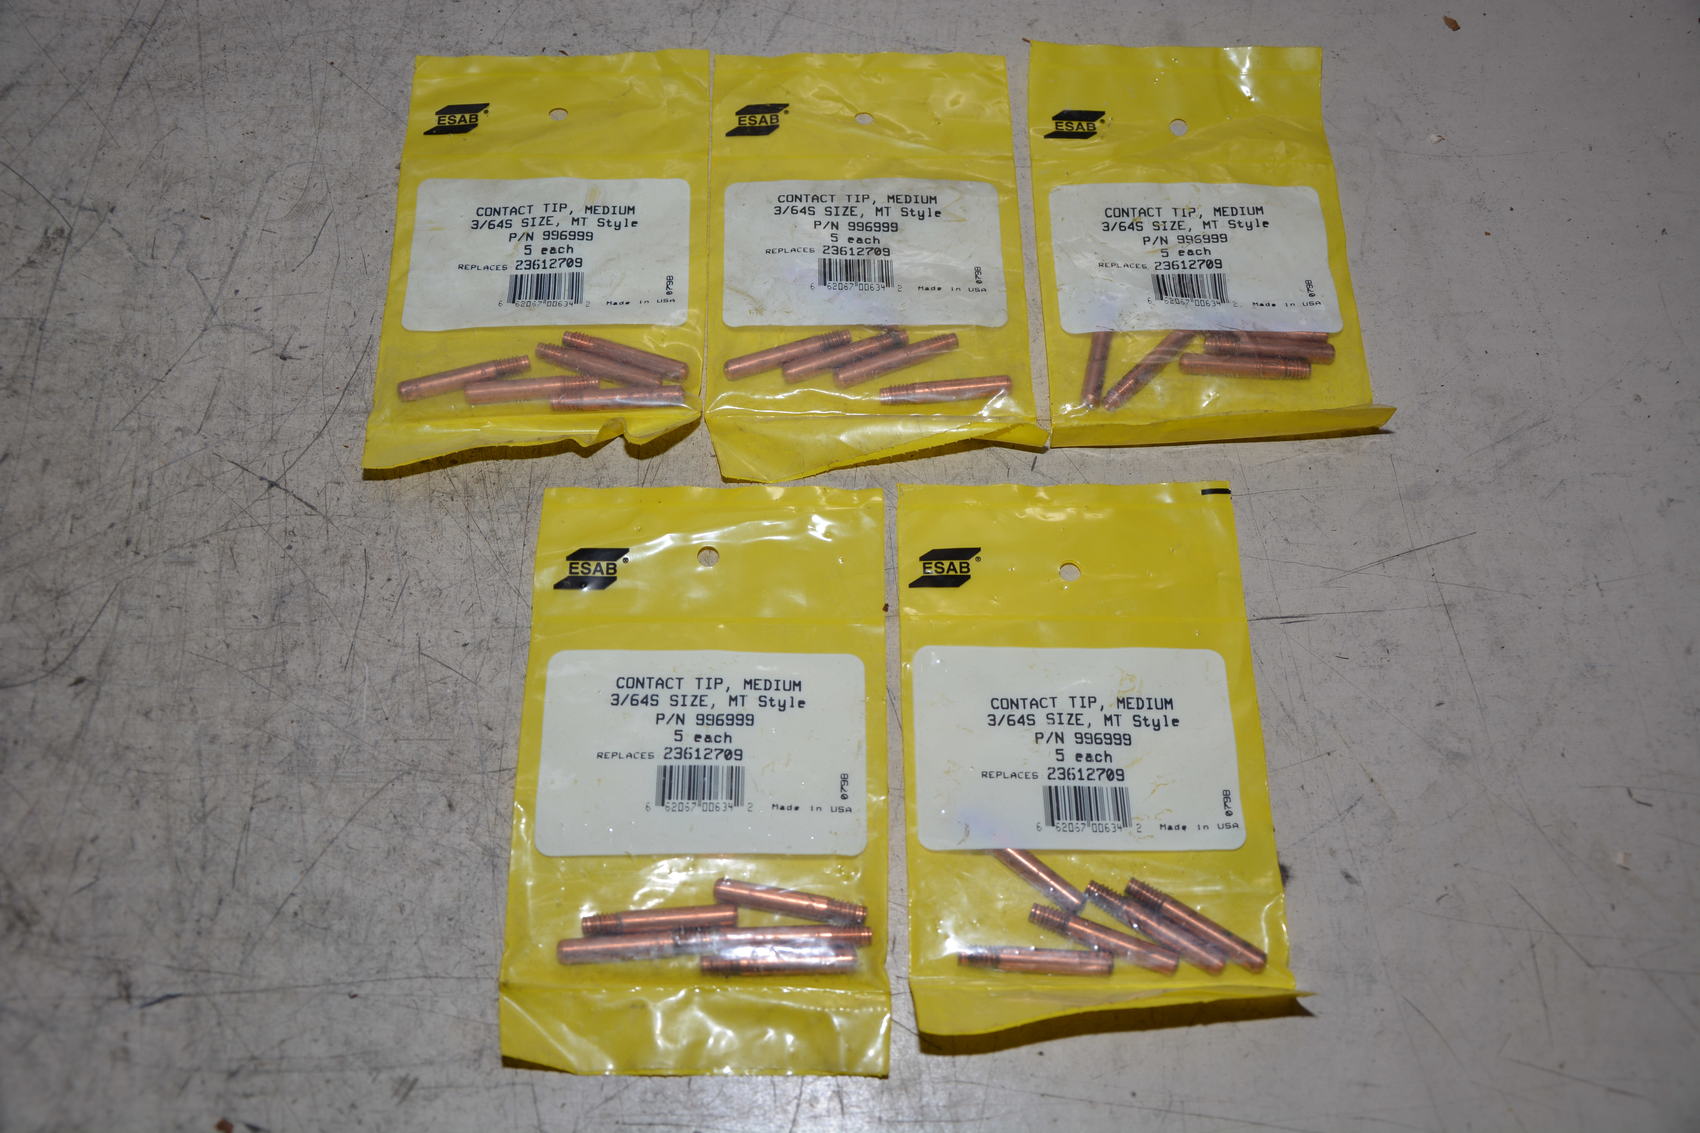 ESAB®
CONTACT TIP, MEDIUM
3/64S SIZE, MT Style
P/N 996999
5 each
REPLACES 23612709
6 62067 00634 2
Made in USA
0798
ESAB®
CONTACT TIP, MEDIUM
3/64S SIZE, MT Style
P/N 996999
5 each
REPLACES 23612709
6 62067 00634 2
Made in USA
0798
ESAB®
CONTACT TIP, MEDIUM
3/64S SIZE, MT Style
P/N 996999
5 each
REPLACES 23612709
6 62067 00634 2
Made in USA
0798
ESAB®
CONTACT TIP, MEDIUM
3/64S SIZE, MT Style
P/N 996999
5 each
REPLACES 23612709
6 62067 00634 2
Made in USA
0798
ESAB®
CONTACT TIP, MEDIUM
3/64S SIZE, MT Style
P/N 996999
5 each
REPLACES 23612709
6 62067 00634 2
Made in USA
0798